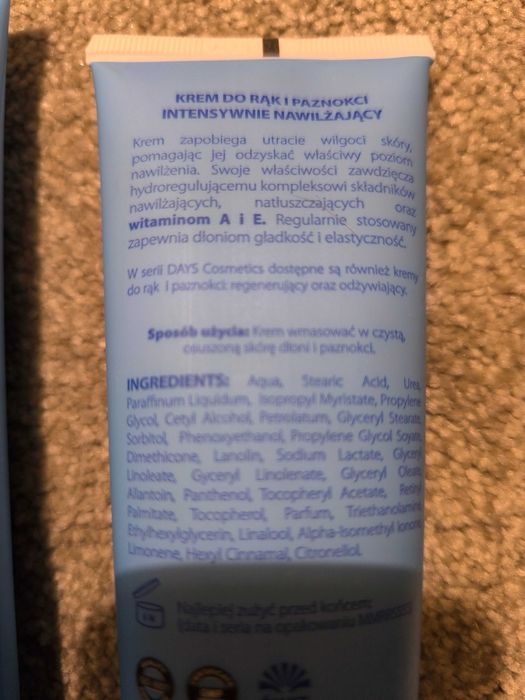 KREM DO RĄK I PAZNOKCI
INTENSYWNIE NAWILŻAJĄCY
Krem zapobiega utracie wilgoci skóry,
pomagając jej odzyskać właściwy poziom
nawilżenia. Swoje właściwości zawdzięcza
hydroregulującemu kompleksowi składników
nawilżających, natłuszczających oraz
witaminom A i E. Regularnie stosowany
zapewnia dłoniom gładkość i elastyczność.
W serii DAYS Cosmetics dostępne są również kremy
do rąk i paznokci: regenerujący oraz odżywiający.
Sposób użycia: Krem wmasować w czystą,
osuszoną skórę dłoni i paznokci.
INGREDIENTS: Aqua, Stearic Acid, Urea,
Paraffinum Liquidum, Isopropyl Myristate, Propylene
Glycol, Cetyl Alcohol, Petrolatum, Glyceryl Stearate,
Sorbitol, Phenoxyethanol, Propylene Glycol Soyate,
Dimethicone, Lanolin, Sodium Lactate, Glyceryl
Linoleate, Glyceryl Linolenate, Glyceryl Oleate,
Allantoin, Panthenol, Tocopheryl Acetate, Retinyl
Palmitate, Tocopherol, Parfum, Triethanolamine,
Ethylhexylglycerin, Linalool, Alpha-Isomethyl Ionone,
Limonene, Hexyl Cinnamal, Citronellol.
Najlepiej zużyć przed końcem:
(data i seria na opakowaniu